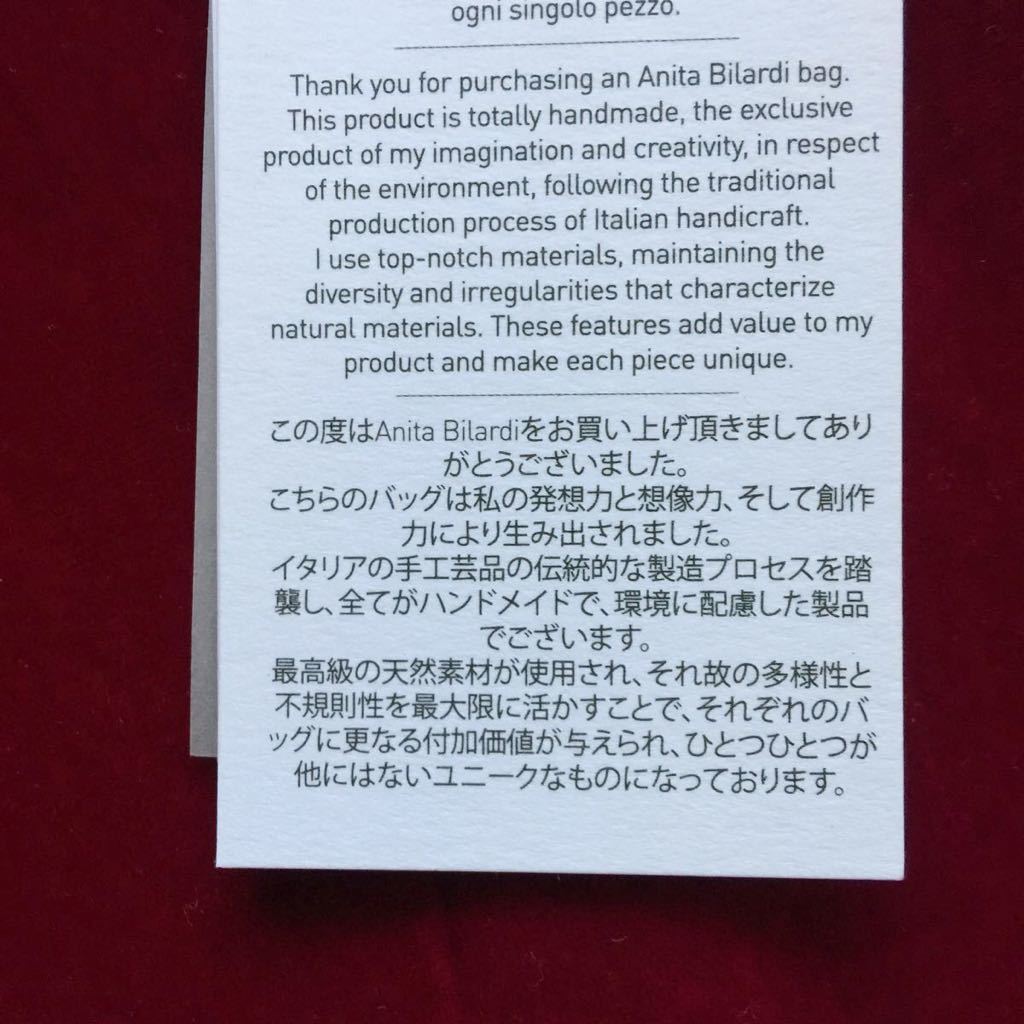 ogni singolo pezzo.
Thank you for purchasing an Anita Bilardi bag.
This product is totally handmade, the exclusive
product of my imagination and creativity, in respect
of the environment, following the traditional
production process of Italian handicraft.
I use top-notch materials, maintaining the
diversity and irregularities that characterize
natural materials. These features add value to my
product and make each piece unique.
この度はAnita Bilardiをお買い上げ頂きましてあり
がとうございました。
こちらのバッグは私の発想力と想像力、そして創作
力により生み出されました。
イタリアの手工芸品の伝統的な製造プロセスを踏
襲し、全てがハンドメイドで、環境に配慮した製品
でございます。
最高級の天然素材が使用され、それ故の多様性と
不規則性を最大限に活かすことで、それぞれのバ
ッグに更なる付加価値が与えられ、ひとつひとつが
他にはないユニークなものになっております。